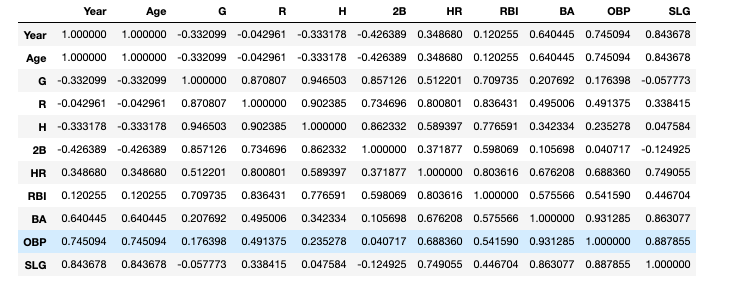 Year Age G R H 2B HR RBI BA OBP SLG
Year 1.000000 1.000000 -0.332099 -0.042961 -0.333178 -0.426389 0.348680 0.120255 0.640445 0.745094 0.843678
Age 1.000000 1.000000 -0.332099 -0.042961 -0.333178 -0.426389 0.348680 0.120255 0.640445 0.745094 0.843678
G -0.332099 -0.332099 1.000000 0.870807 0.946503 0.857126 0.512201 0.709735 0.207692 0.176398 -0.057773
R -0.042961 -0.042961 0.870807 1.000000 0.902385 0.734696 0.800801 0.836431 0.495006 0.491375 0.338415
H -0.333178 -0.333178 0.946503 0.902385 1.000000 0.862332 0.589397 0.776591 0.342334 0.235278 0.047584
2B -0.426389 -0.426389 0.857126 0.734696 0.862332 1.000000 0.371877 0.598069 0.105698 0.040717 -0.124925
HR 0.348680 0.348680 0.512201 0.800801 0.589397 0.371877 1.000000 0.803616 0.676208 0.688360 0.749055
RBI 0.120255 0.120255 0.709735 0.836431 0.776591 0.598069 0.803616 1.000000 0.575566 0.541590 0.446704
BA 0.640445 0.640445 0.207692 0.495006 0.342334 0.105698 0.676208 0.575566 1.000000 0.931285 0.863077
OBP 0.745094 0.745094 0.176398 0.491375 0.235278 0.040717 0.688360 0.541590 0.931285 1.000000 0.887855
SLG 0.843678 0.843678 -0.057773 0.338415 0.047584 -0.124925 0.749055 0.446704 0.863077 0.887855 1.000000